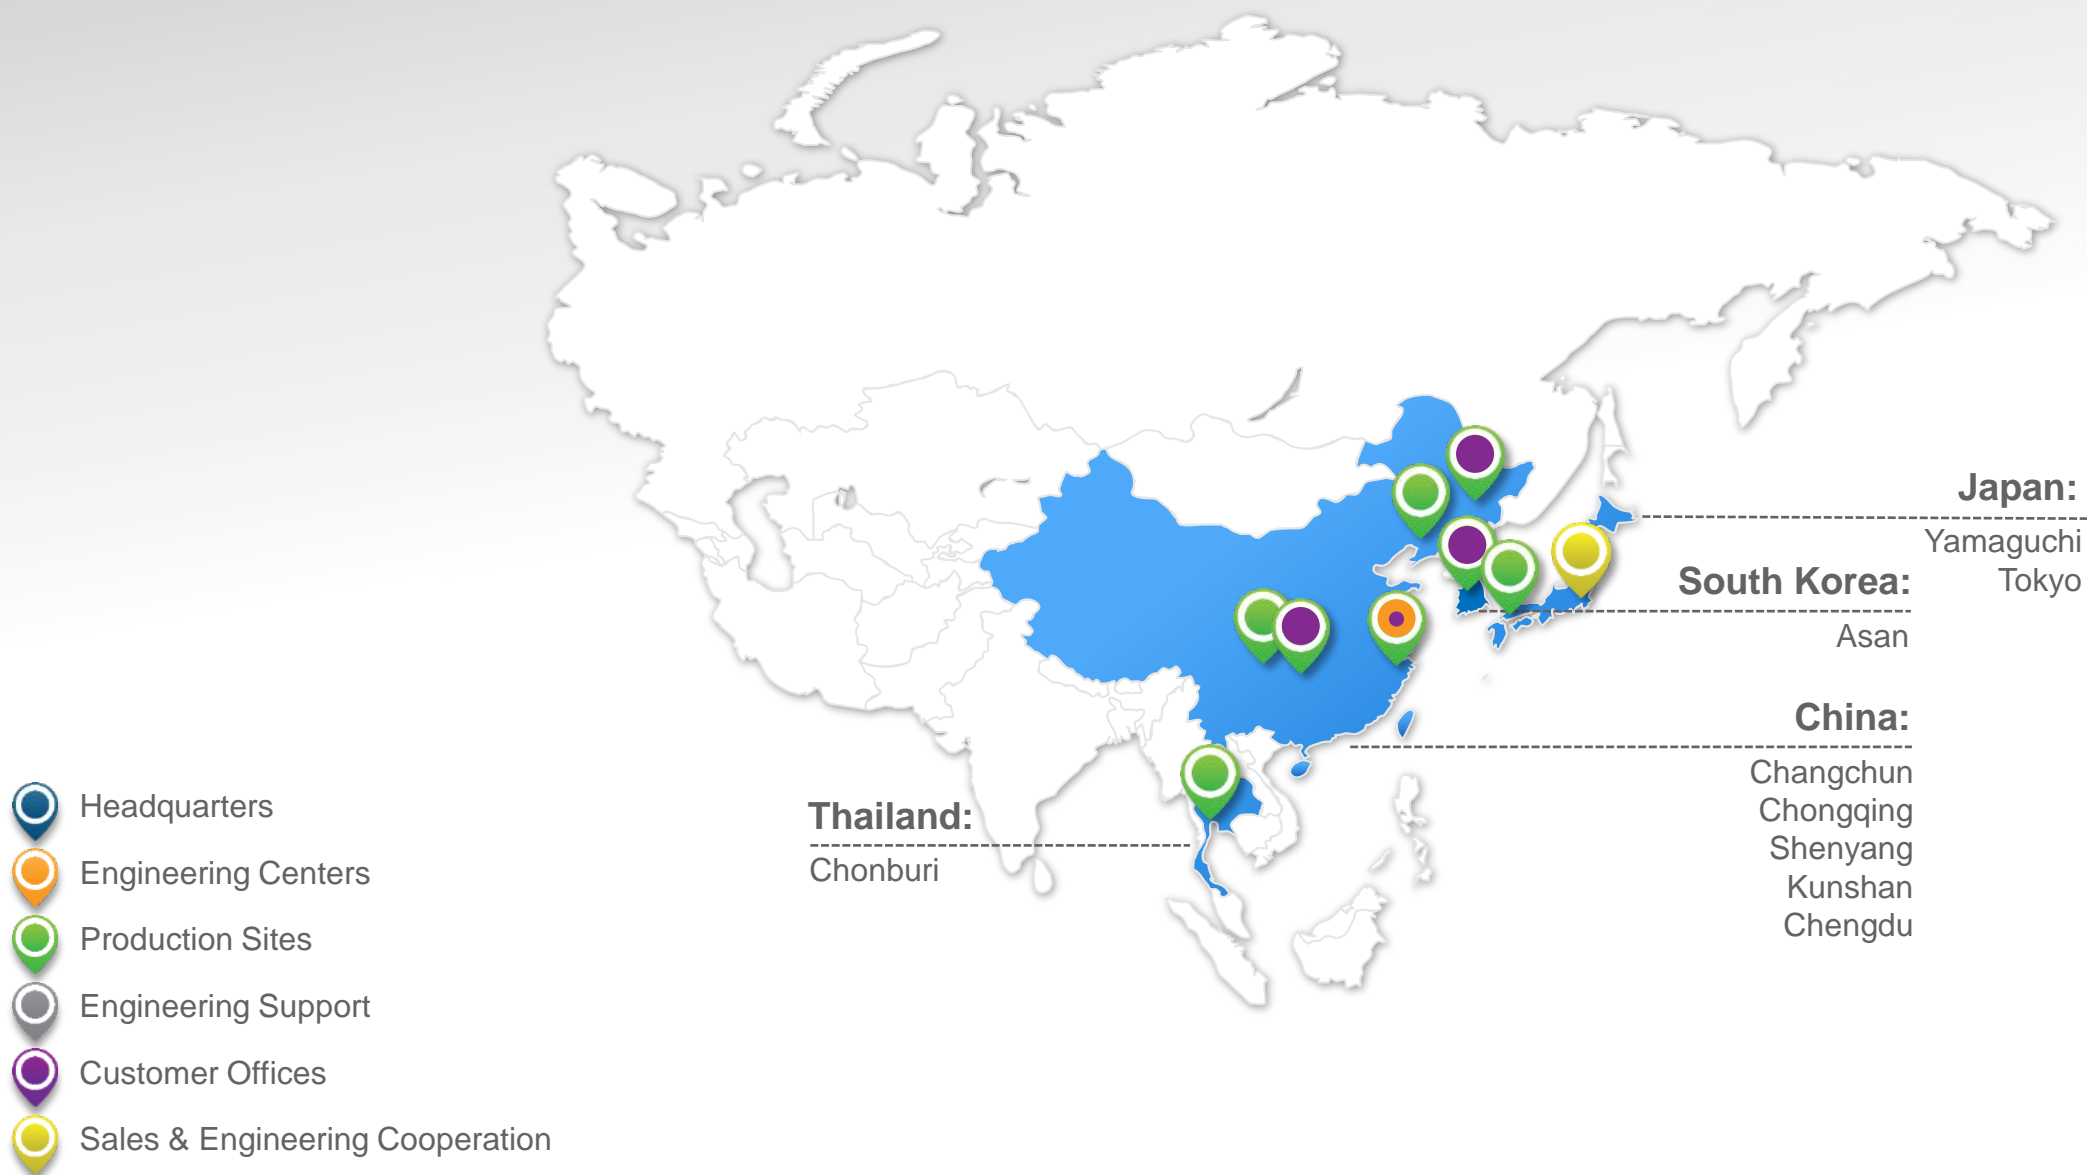 Japan:
Yamaguchi
Tokyo
South Korea:
Asan
China:
Changchun
Chongqing
Shenyang
Kunshan
Chengdu
Thailand:
Chonburi
Headquarters
Engineering Centers
Production Sites
Engineering Support
Customer Offices
Sales & Engineering Cooperation